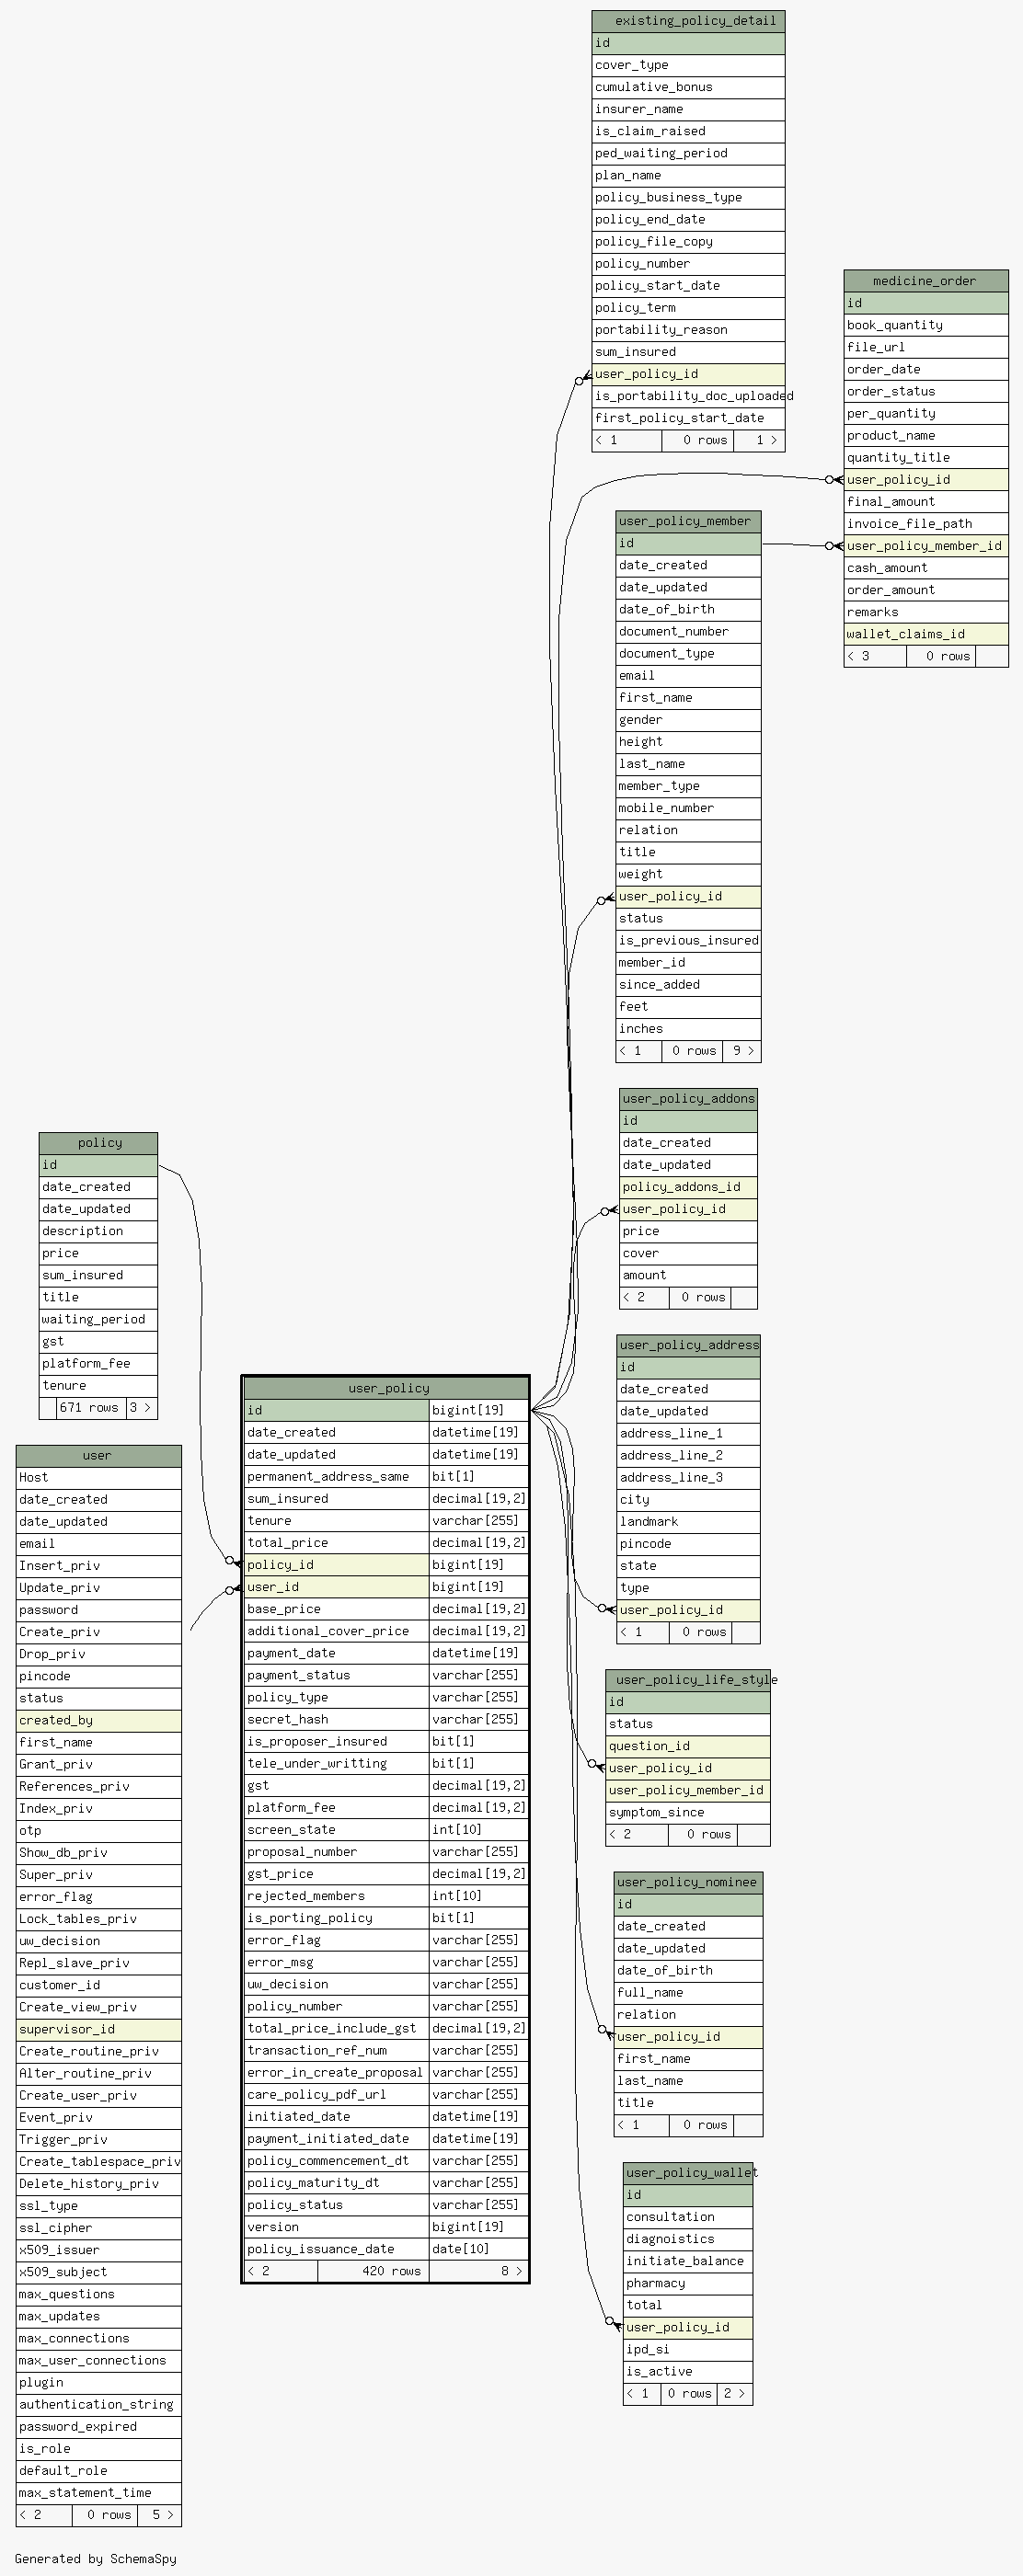 existing_policy_detail
id
cover_type
cumulative_bonus
insurer_name
is_claim_raised
ped_waiting_period
plan_name
policy_business_type
policy_end_date
policy_file_copy
policy_number
policy_start_date
policy_term
portability_reason
sum_insured
user_policy_id
is_portability_doc_uploaded
first_policy_start_date
< 1 0 rows 1 >
medicine_order
id
book_quantity
file_url
order_date
order_status
per_quantity
product_name
quantity_title
user_policy_id
final_amount
invoice_file_path
user_policy_member_id
cash_amount
order_amount
remarks
wallet_claims_id
< 3 0 rows
user_policy_member
id
date_created
date_updated
date_of_birth
document_number
document_type
email
first_name
gender
height
last_name
member_type
mobile_number
relation
title
weight
user_policy_id
status
is_previous_insured
member_id
since_added
feet
inches
< 1 0 rows 9 >
user_policy_addons
id
date_created
date_updated
policy_addons_id
user_policy_id
price
cover
amount
< 2 0 rows
policy
id
date_created
date_updated
description
price
sum_insured
title
waiting_period
gst
platform_fee
tenure
671 rows 3 >
user_policy_address
id
date_created
date_updated
address_line_1
address_line_2
address_line_3
city
landmark
pincode
state
type
user_policy_id
< 1 0 rows
user_policy
id bigint[19]
date_created datetime[19]
date_updated datetime[19]
permanent_address_same bit[1]
sum_insured decimal[19,2]
tenure varchar[255]
total_price decimal[19,2]
policy_id bigint[19]
user_id bigint[19]
base_price decimal[19,2]
additional_cover_price decimal[19,2]
payment_date datetime[19]
payment_status varchar[255]
policy_type varchar[255]
secret_hash varchar[255]
is_proposer_insured bit[1]
tele_under_writting bit[1]
gst decimal[19,2]
platform_fee decimal[19,2]
screen_state int[10]
proposal_number varchar[255]
gst_price decimal[19,2]
rejected_members int[10]
is_porting_policy bit[1]
error_flag varchar[255]
error_msg varchar[255]
uw_decision varchar[255]
policy_number varchar[255]
total_price_include_gst decimal[19,2]
transaction_ref_num varchar[255]
error_in_create_proposal varchar[255]
care_policy_pdf_url varchar[255]
initiated_date datetime[19]
payment_initiated_date datetime[19]
policy_commencement_dt varchar[255]
policy_maturity_dt varchar[255]
policy_status varchar[255]
version bigint[19]
policy_issuance_date date[10]
< 2 420 rows 8 >
user
Host
date_created
date_updated
email
Insert_priv
Update_priv
password
Create_priv
Drop_priv
pincode
status
created_by
first_name
Grant_priv
References_priv
Index_priv
otp
Show_db_priv
Super_priv
error_flag
Lock_tables_priv
uw_decision
Repl_slave_priv
customer_id
Create_view_priv
supervisor_id
Create_routine_priv
Alter_routine_priv
Create_user_priv
Event_priv
Trigger_priv
Create_tablespace_priv
Delete_history_priv
ssl_type
ssl_cipher
x509_issuer
x509_subject
max_questions
max_updates
max_connections
max_user_connections
plugin
authentication_string
password_expired
is_role
default_role
max_statement_time
< 2 0 rows 5 >
user_policy_life_style
id
status
question_id
user_policy_id
user_policy_member_id
symptom_since
< 2 0 rows
user_policy_nominee
id
date_created
date_updated
date_of_birth
full_name
relation
user_policy_id
first_name
last_name
title
< 1 0 rows
user_policy_wallet
id
consultation
diagnoistics
initiate_balance
pharmacy
total
user_policy_id
ipd_si
is_active
< 1 0 rows 2 >
Generated by SchemaSpy